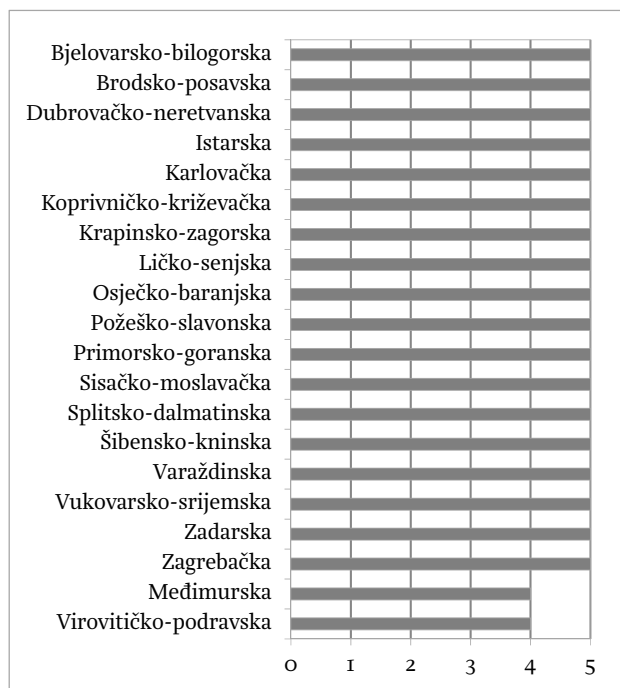 Bjelovarsko-bilogorska
Brodsko-posavska
Dubrovačko-neretvanska
Istarska
Karlovačka
Koprivničko-križevačka
Krapinsko-zagorska
Ličko-senjska
Osječko-baranjska
Požeško-slavonska
Primorsko-goranska
Sisačko-moslavačka
Splitsko-dalmatinska
Šibensko-kninska
Varaždinska
Vukovarsko-srijemska
Zadarska
Zagrebačka
Međimurska
Virovitičko-podravska
0 1 2 3 4 5